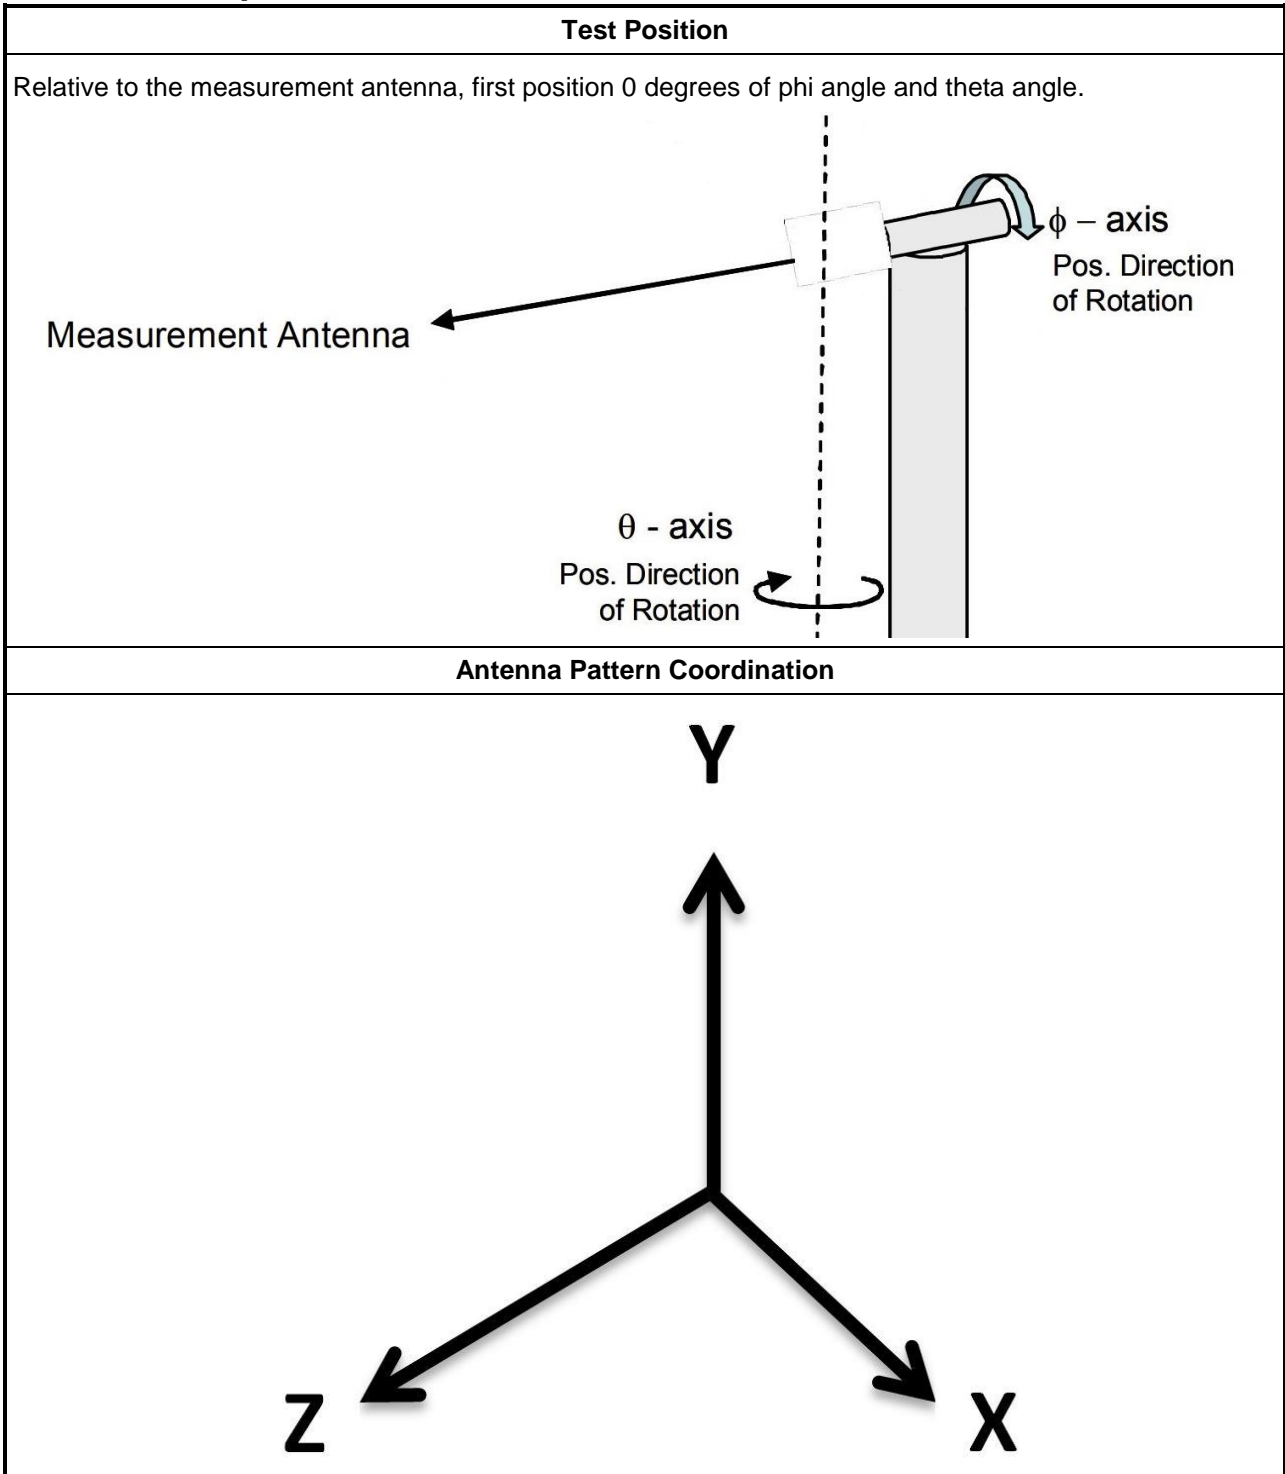 Test Position
Relative to the measurement antenna, first position 0 degrees of phi angle and theta angle.
ϕ – axis
Pos. Direction
of Rotation
Measurement Antenna
θ - axis
Pos. Direction
of Rotation
Antenna Pattern Coordination
Y
Z
X